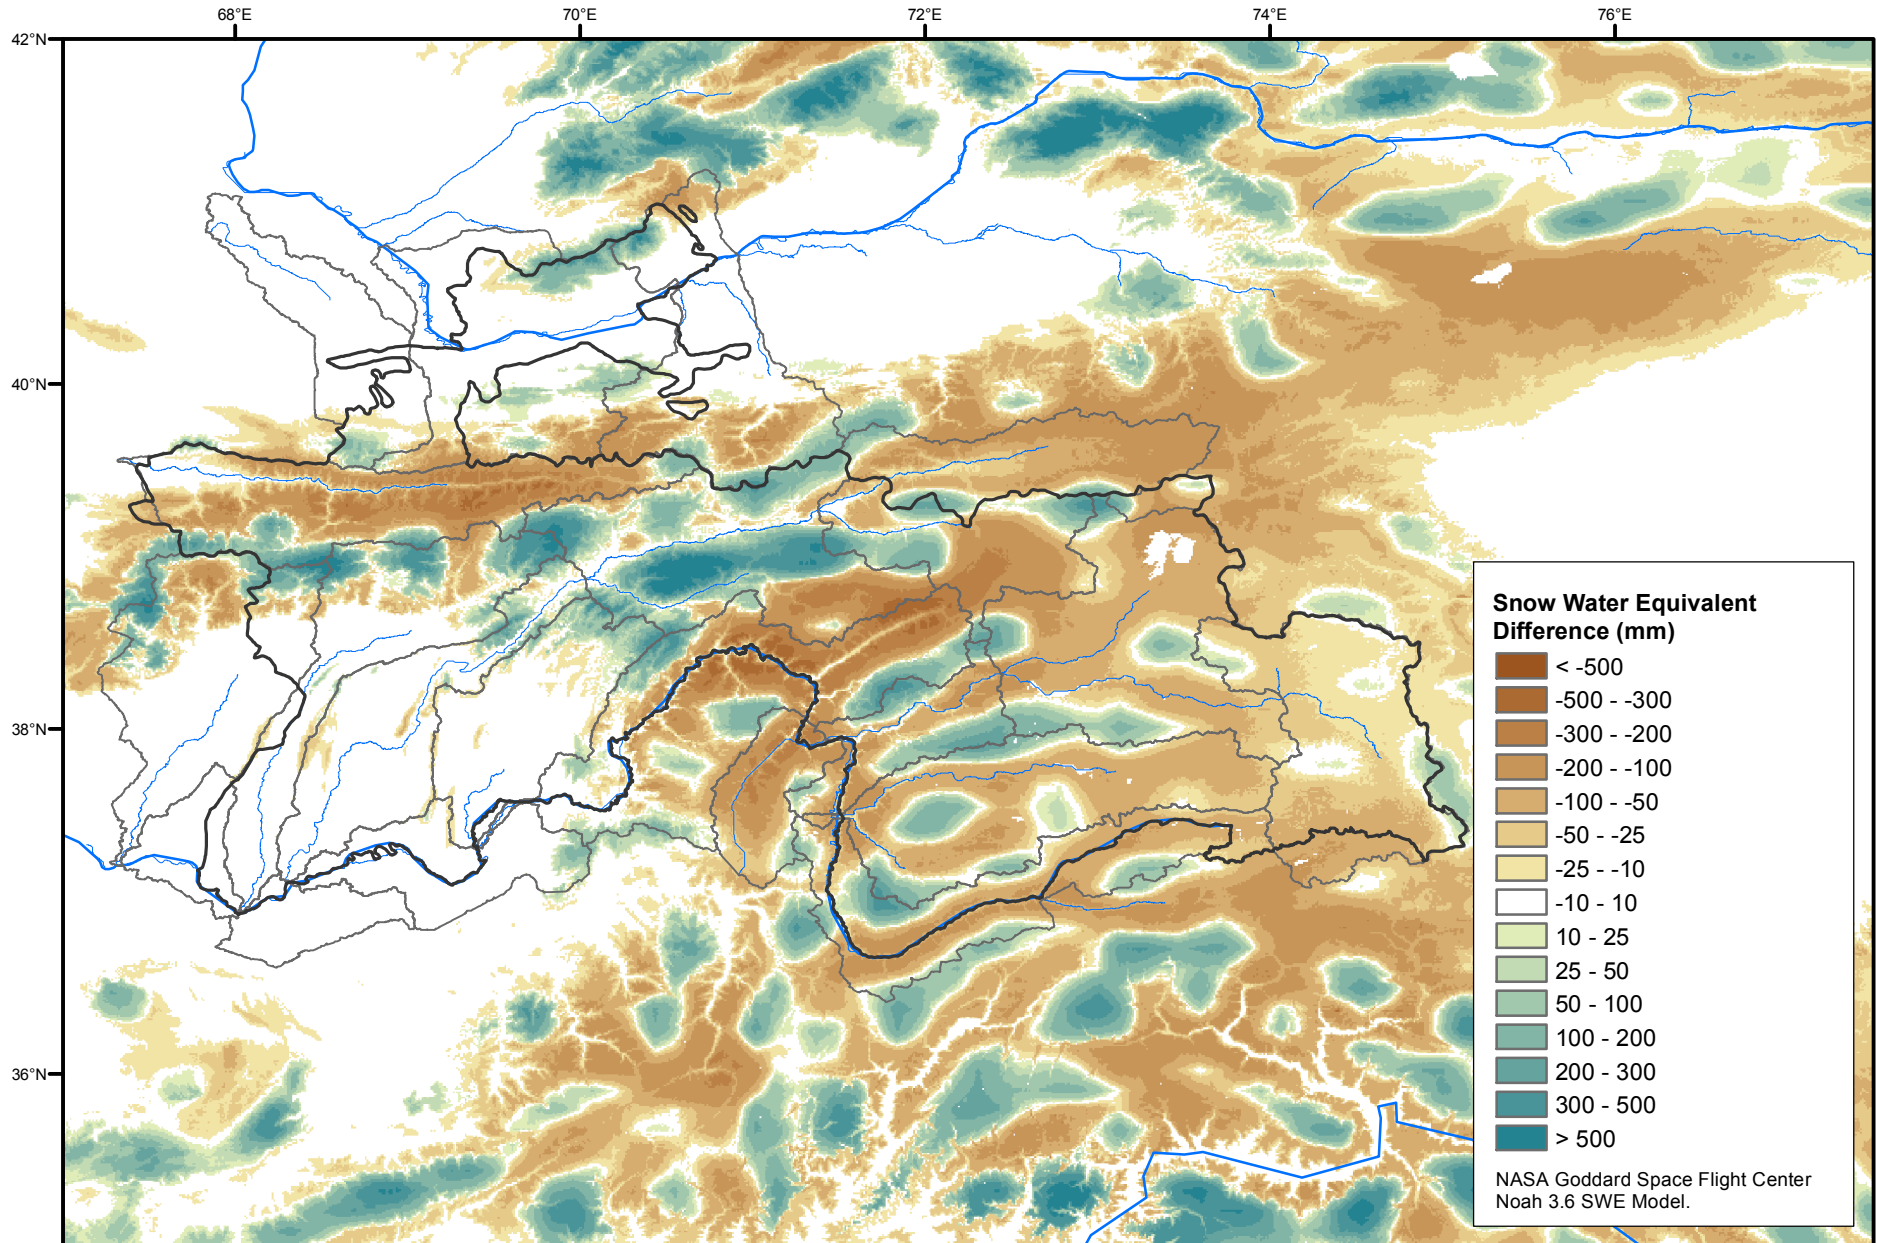 68°E
70°E
72°E
74°E
76°E
42°N
40°N
38°N
36°N
Snow Water Equivalent
Difference (mm)
< -500
-500 - -300
-300 - -200
-200 - -100
-100 - -50
-50 - -25
-25 - -10
-10 - 10
10 - 25
25 - 50
50 - 100
100 - 200
200 - 300
300 - 500
> 500
NASA Goddard Space Flight Center
Noah 3.6 SWE Model.